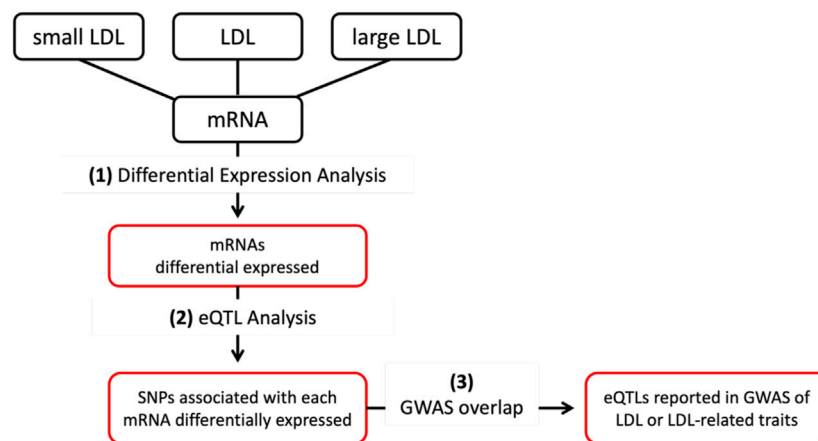 small LDL
LDL
large LDL
mRNA
(1) Differential Expression Analysis
mRNAs
differential expressed
(2) eQTL Analysis
SNPs associated with each
mRNA differentially expressed
(3)
GWAS overlap
eQTLs reported in GWAS of
LDL or LDL-related traits